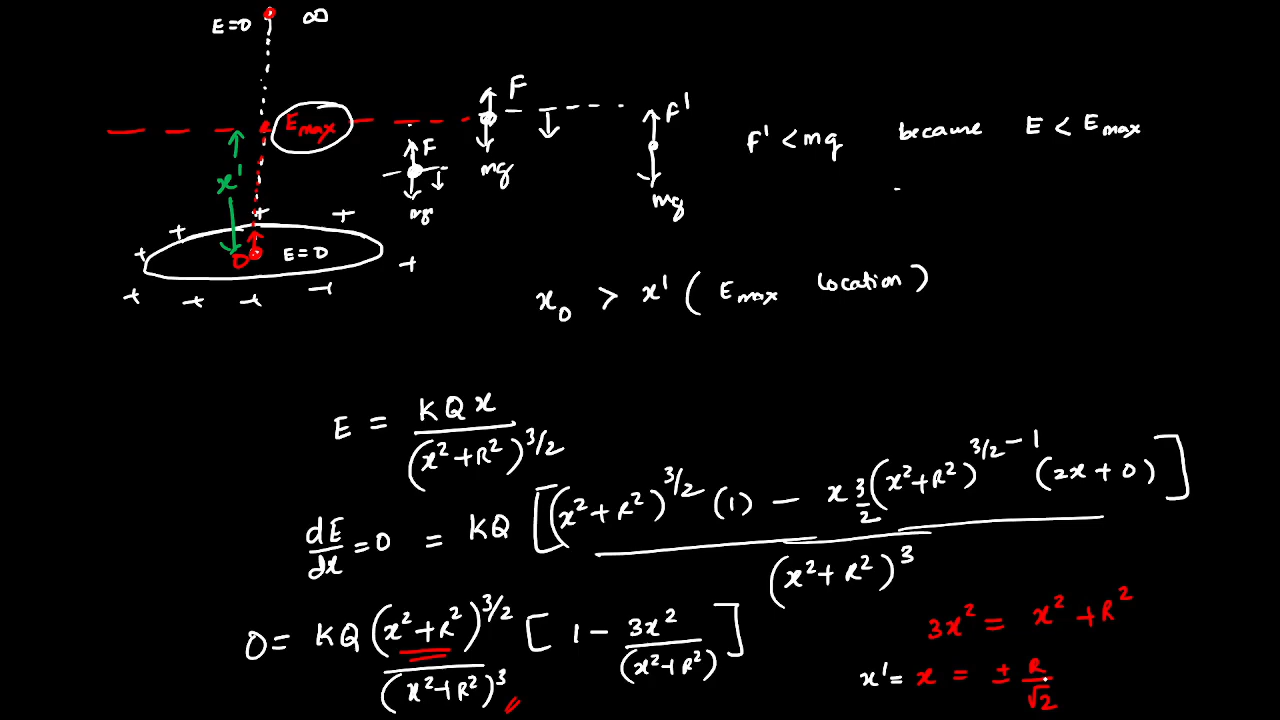 E=0 ∞
Emax
F
F'
F' < mg because E < Emax
x'
F
mg
mg
mg
+ + + + + + + + + +
0 E=0
x₀ > x' ( Emax location )
E = KQx / (x²+R²)^3/2
dE/dx = 0 = KQ [ (x²+R²)^3/2 (1) − x 3/2 (x²+R²)^3/2−1 (2x+0) ] / (x²+R²)³
0 = KQ (x²+R²)^3/2 / (x²+R²)³ [ 1 − 3x² / (x²+R²) ]
3x² = x²+R²
x' = x = ± R/√2